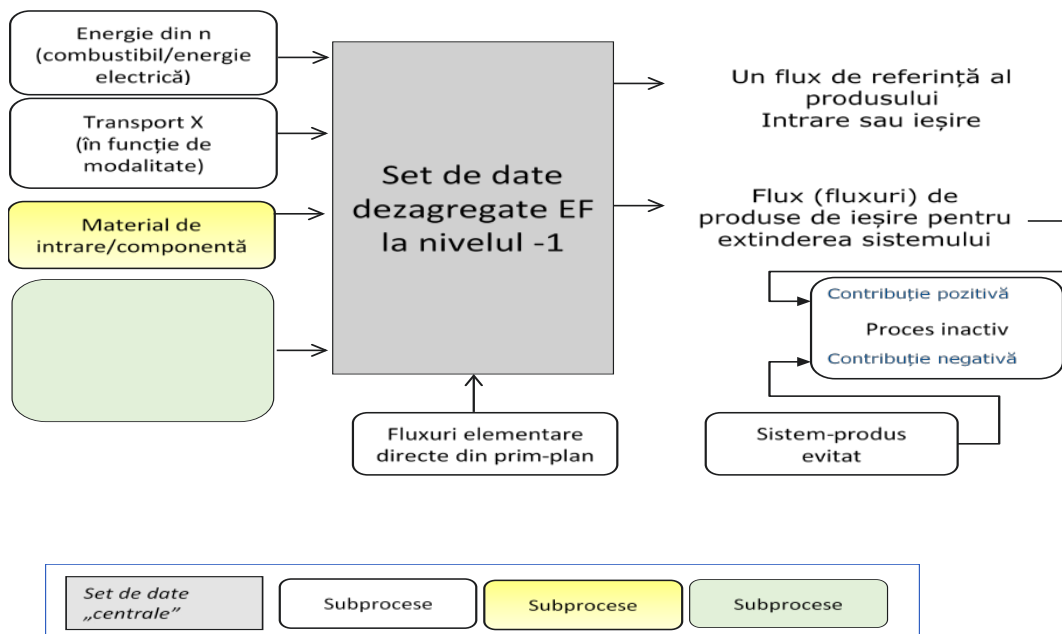 Energie din n
(combustibil/energie
electrică)
Transport X
(în funcție de
modalitate)
Material de
intrare/componentă
Set de date
dezagregate EF
la nivelul -1
Un flux de referință al
produsului
Intrare sau ieșire
Flux (fluxuri) de
produse de ieșire pentru
extinderea sistemului
Contribuție pozitivă
Proces inactiv
Contribuție negativă
Fluxuri elementare
directe din prim-plan
Sistem-produs
evitat
Set de date
„centrale”
Subprocese
Subprocese
Subprocese